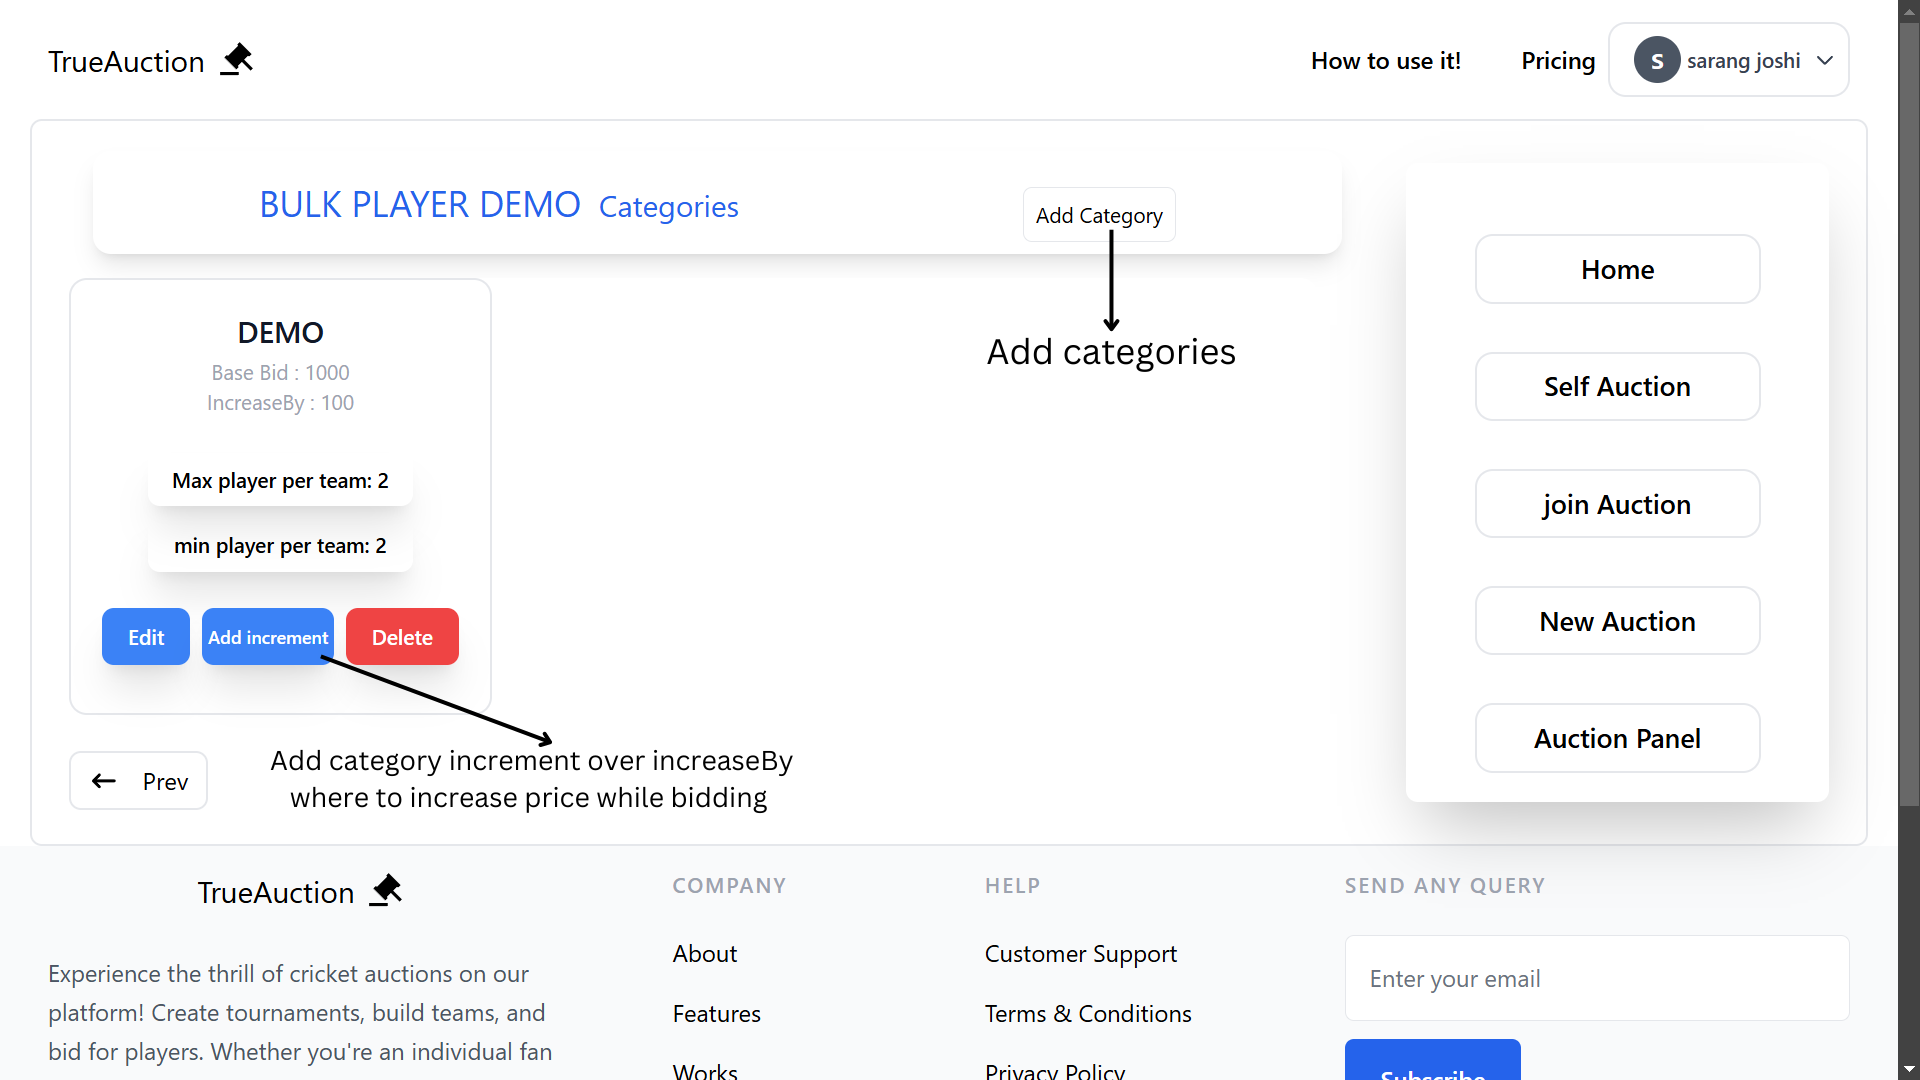 TrueAuction
How to use it!
Pricing
s
sarang joshi
BULK PLAYER DEMO Categories
Add Category
Add categories
DEMO
Base Bid : 1000
IncreaseBy : 100
Max player per team: 2
min player per team: 2
Edit
Add increment
Delete
Add category increment over increaseBy
where to increase price while bidding
Prev
Home
Self Auction
join Auction
New Auction
Auction Panel
TrueAuction
Experience the thrill of cricket auctions on our
platform! Create tournaments, build teams, and
bid for players. Whether you're an individual fan
COMPANY
About
Features
Works
HELP
Customer Support
Terms & Conditions
Privacy Policy
SEND ANY QUERY
Enter your email
Subscribe